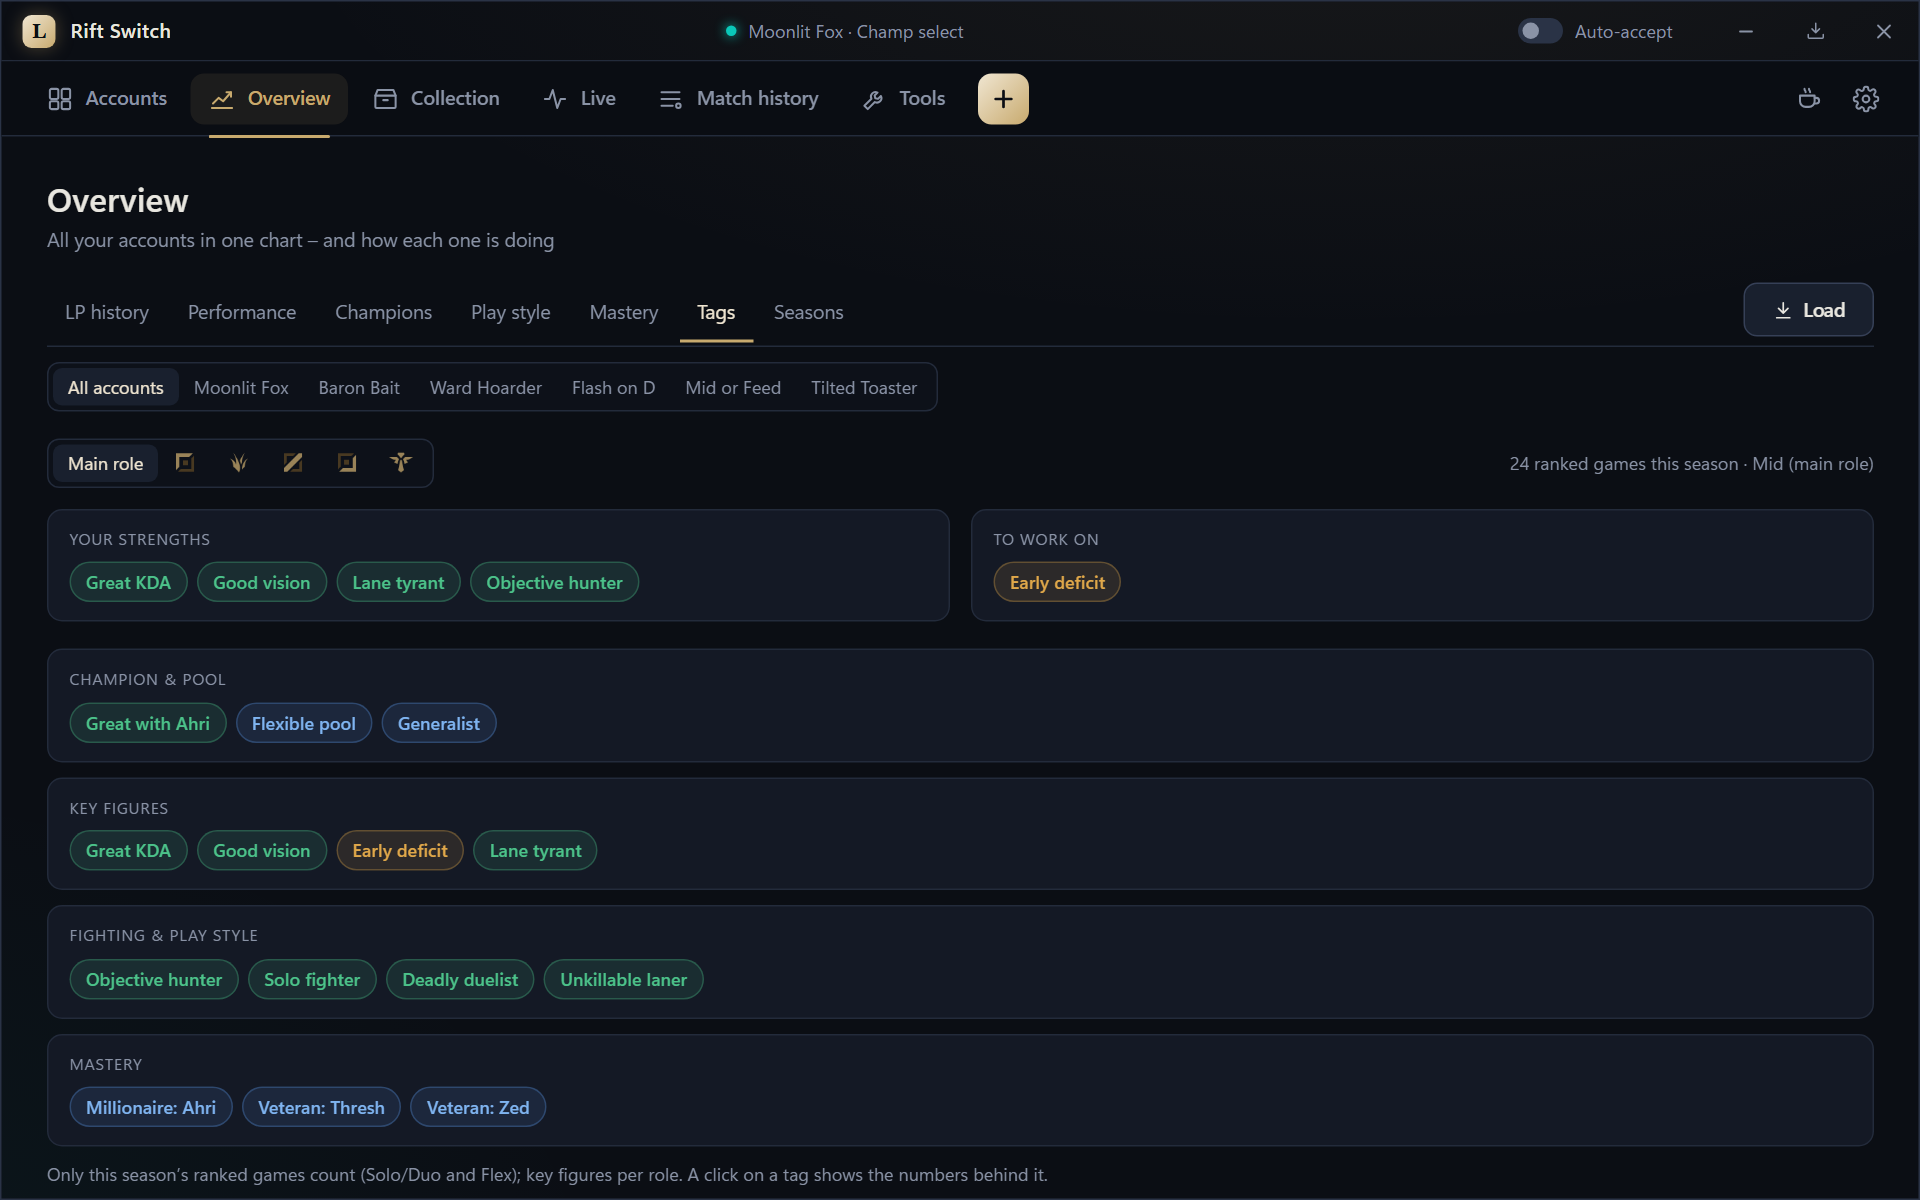 L Rift Switch
Moonlit Fox · Champ select
Auto-accept
Accounts
Overview
Collection
Live
Match history
Tools
Overview
All your accounts in one chart – and how each one is doing
LP history
Performance
Champions
Play style
Mastery
Tags
Seasons
Load
All accounts
Moonlit Fox
Baron Bait
Ward Hoarder
Flash on D
Mid or Feed
Tilted Toaster
Main role
24 ranked games this season · Mid (main role)
YOUR STRENGTHS
Great KDA
Good vision
Lane tyrant
Objective hunter
TO WORK ON
Early deficit
CHAMPION & POOL
Great with Ahri
Flexible pool
Generalist
KEY FIGURES
Great KDA
Good vision
Early deficit
Lane tyrant
FIGHTING & PLAY STYLE
Objective hunter
Solo fighter
Deadly duelist
Unkillable laner
MASTERY
Millionaire: Ahri
Veteran: Thresh
Veteran: Zed
Only this season’s ranked games count (Solo/Duo and Flex); key figures per role. A click on a tag shows the numbers behind it.